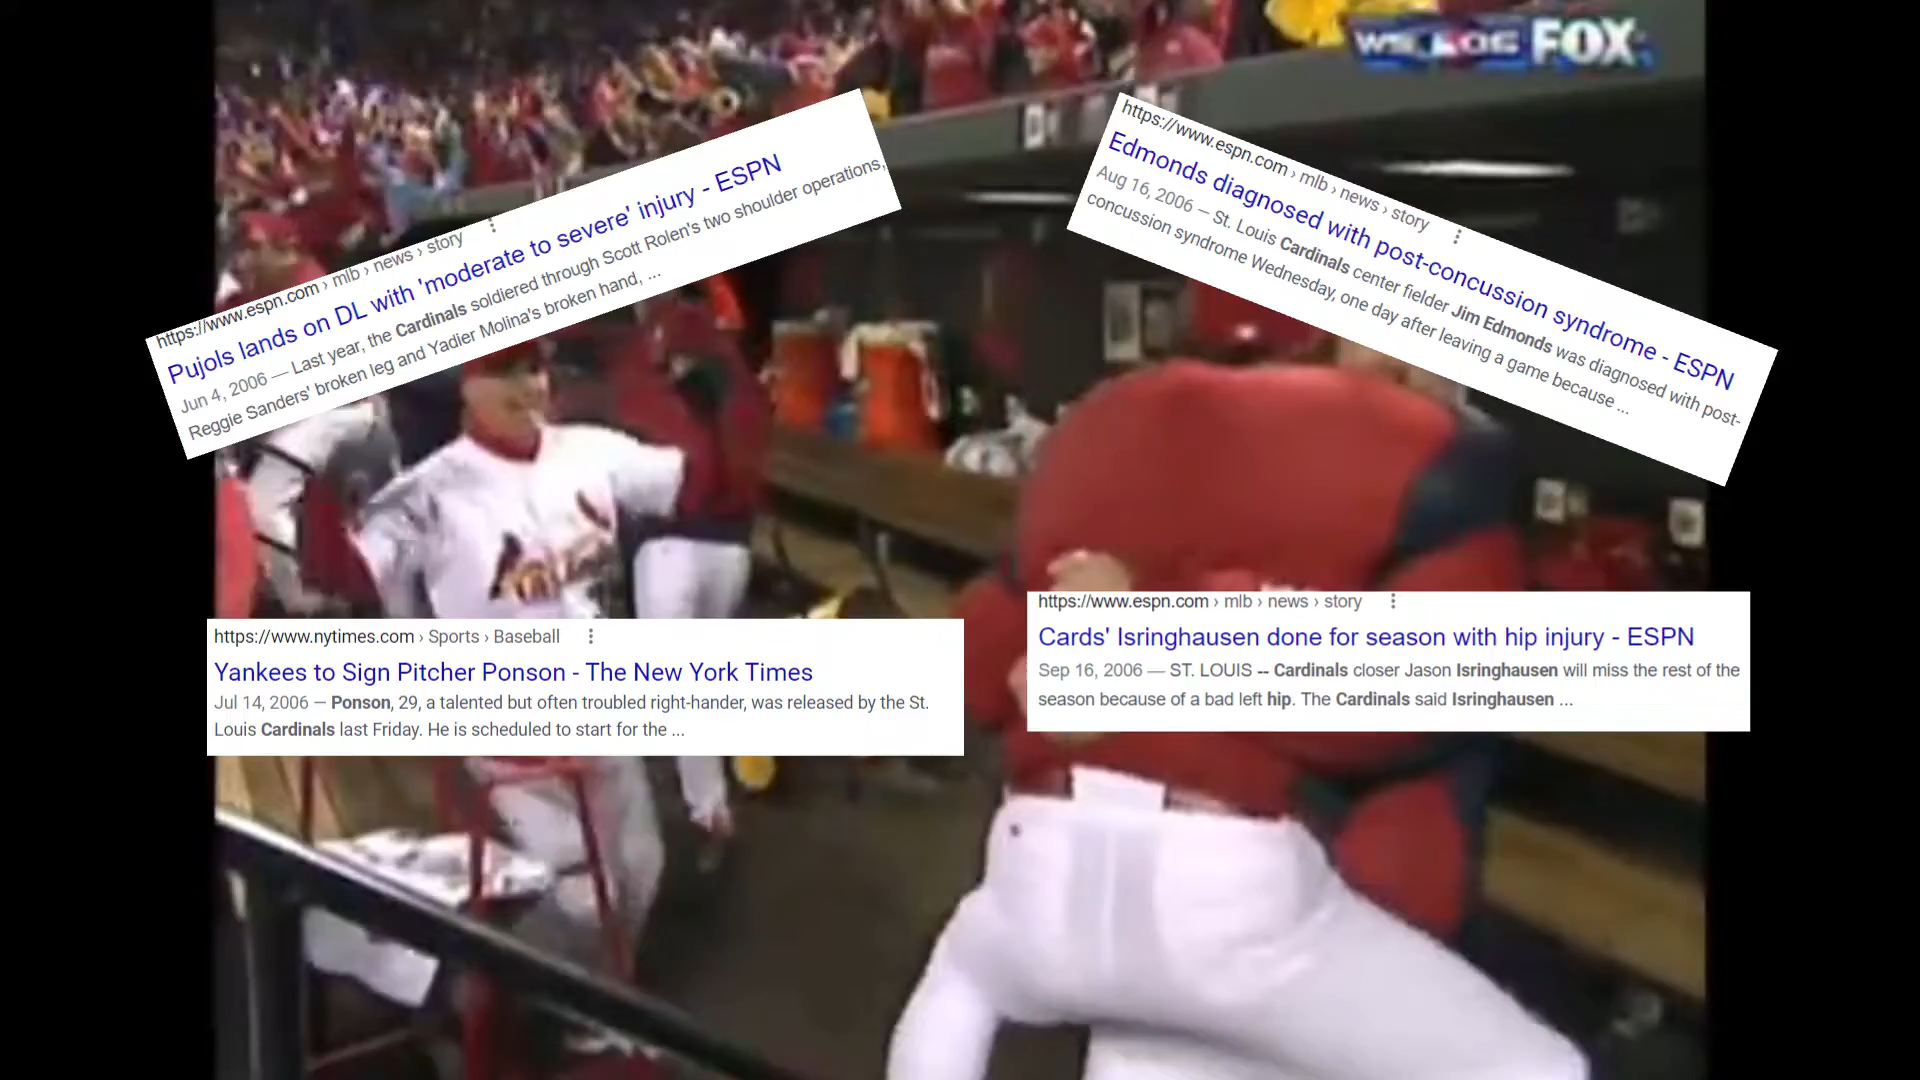 FOX
https://www.espn.com › mlb › news › story
Pujols lands on DL with 'moderate to severe' injury - ESPN
Jun 4, 2006 — Last year, the Cardinals soldiered through Scott Rolen's two shoulder operations,
Reggie Sanders' broken leg and Yadier Molina's broken hand, ...
https://www.espn.com › mlb › news › story
Edmonds diagnosed with post-concussion syndrome - ESPN
Aug 16, 2006 — St. Louis Cardinals center fielder Jim Edmonds was diagnosed with post-
concussion syndrome Wednesday, one day after leaving a game because ...
https://www.nytimes.com › Sports › Baseball
Yankees to Sign Pitcher Ponson - The New York Times
Jul 14, 2006 — Ponson, 29, a talented but often troubled right-hander, was released by the St.
Louis Cardinals last Friday. He is scheduled to start for the ...
https://www.espn.com › mlb › news › story
Cards' Isringhausen done for season with hip injury - ESPN
Sep 16, 2006 — ST. LOUIS -- Cardinals closer Jason Isringhausen will miss the rest of the
season because of a bad left hip. The Cardinals said Isringhausen ...